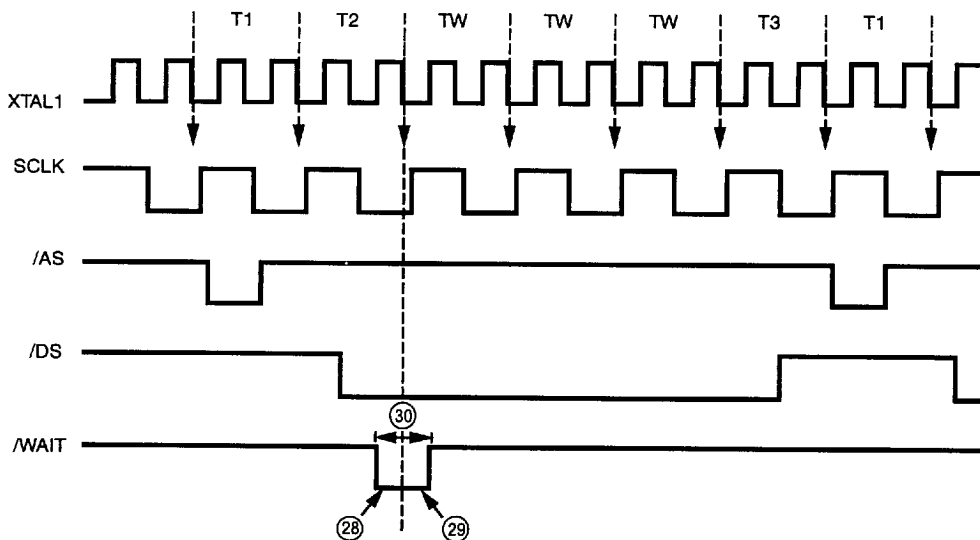 T1 T2 TW TW TW T3 T1
XTAL1
SCLK
/AS
/DS
30
/WAIT
28 29